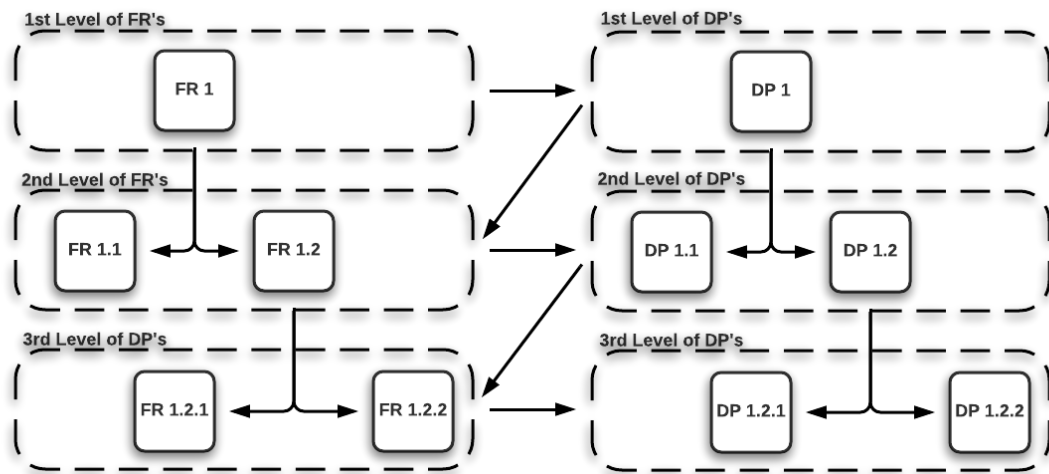 1st Level of FR's
1st Level of DP's
FR 1
DP 1
2nd Level of FR's
2nd Level of DP's
FR 1.1
FR 1.2
DP 1.1
DP 1.2
3rd Level of DP's
3rd Level of DP's
FR 1.2.1
FR 1.2.2
DP 1.2.1
DP 1.2.2